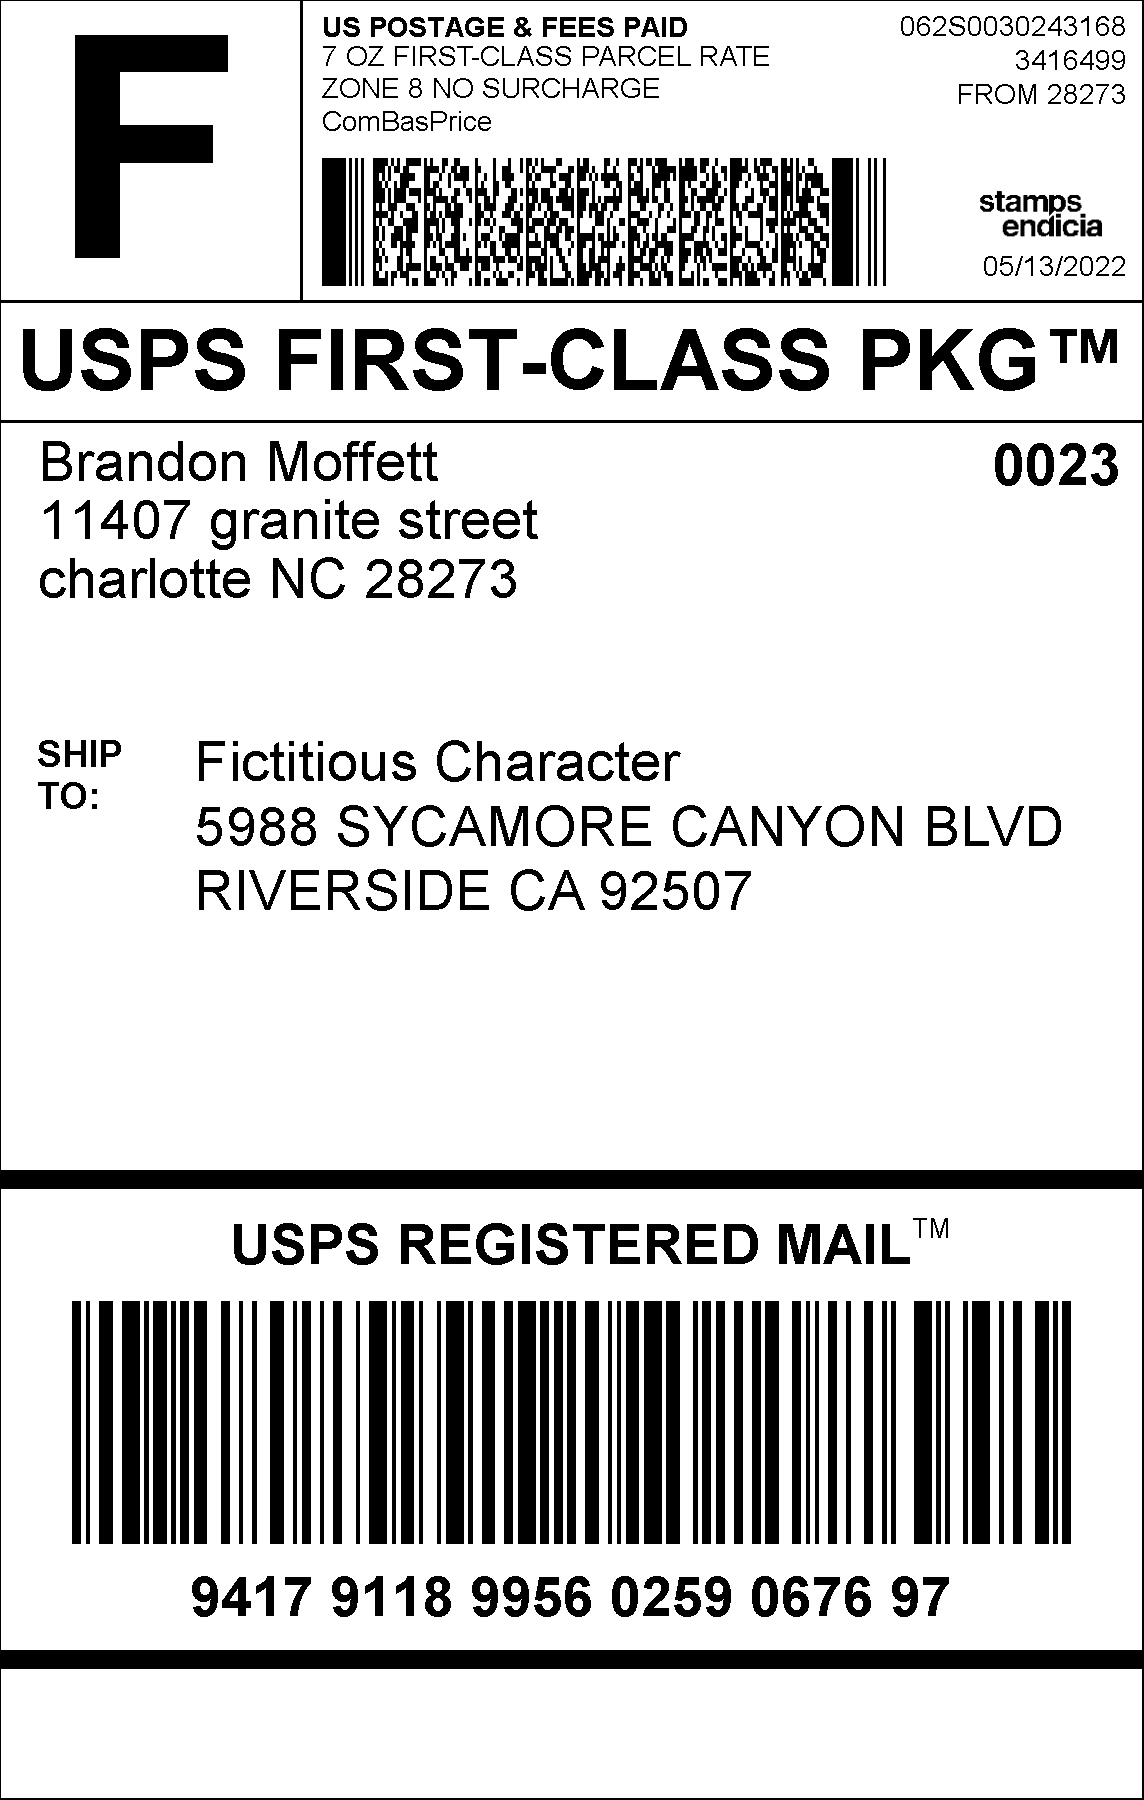 F
US POSTAGE & FEES PAID
7 OZ FIRST-CLASS PARCEL RATE
ZONE 8 NO SURCHARGE
ComBasPrice
062S0030243168
3416499
FROM 28273
stamps
endicia
05/13/2022
USPS FIRST-CLASS PKG™
Brandon Moffett
11407 granite street
charlotte NC 28273
0023
SHIP
TO:
Fictitious Character
5988 SYCAMORE CANYON BLVD
RIVERSIDE CA 92507
USPS REGISTERED MAIL™
9417 9118 9956 0259 0676 97